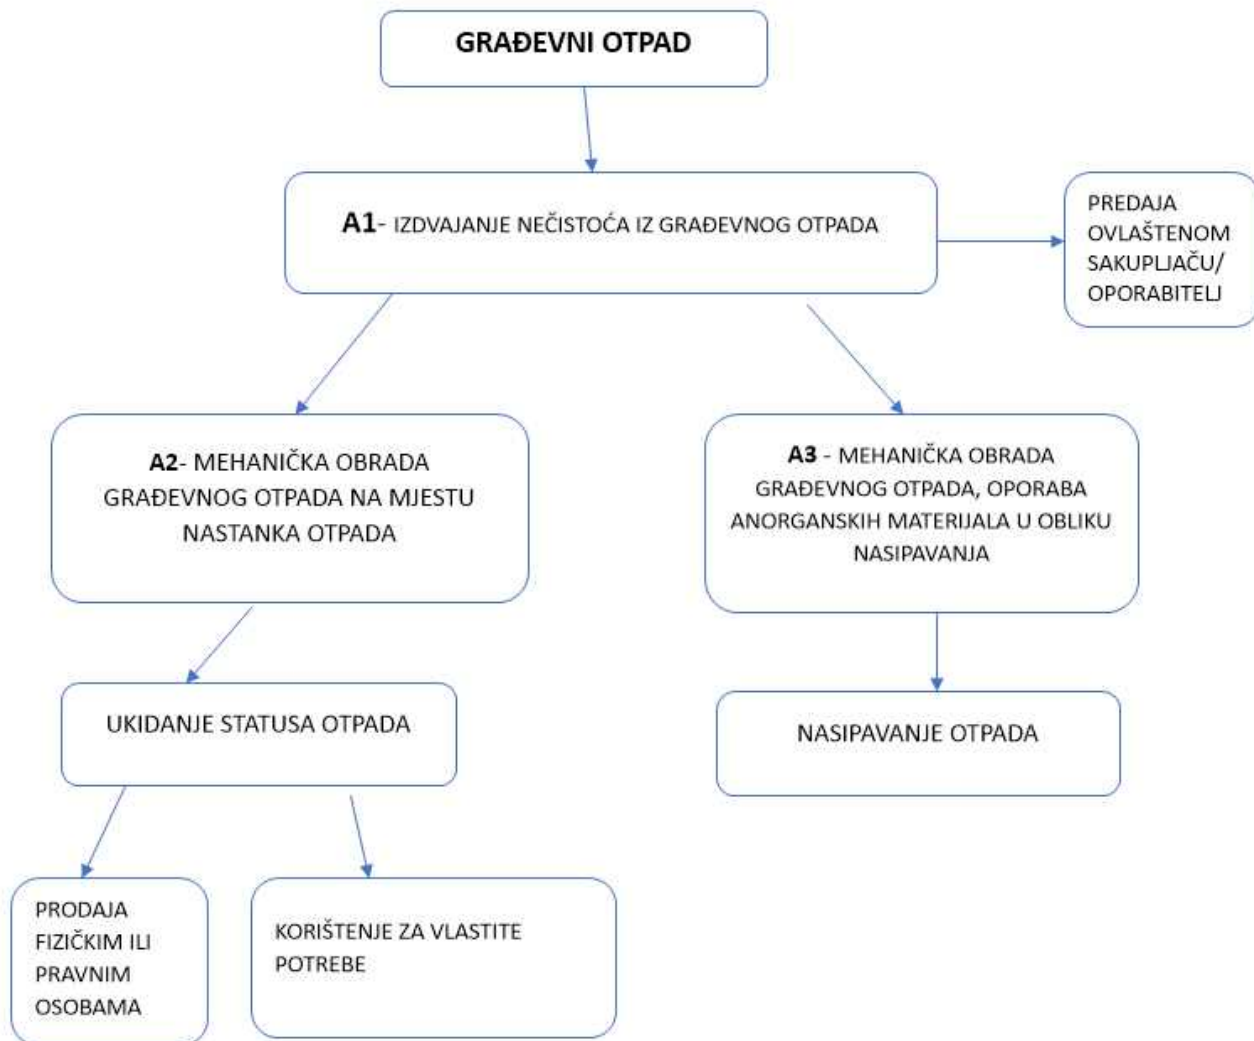 GRAĐEVNI OTPAD
A1- IZDVAJANJE NEČISTOĆA IZ GRAĐEVNOG OTPADA
PREDAJA
OVLAŠTENOM
SAKUPLJAČU/
OPORABITELJ
A2- MEHANIČKA OBRADA
GRAĐEVNOG OTPADA NA MJESTU
NASTANKA OTPADA
A3 - MEHANIČKA OBRADA
GRAĐEVNOG OTPADA, OPORABA
ANORGANSKIH MATERIJALA U OBLIKU
NASIPAVANJA
UKIDANJE STATUSA OTPADA
NASIPAVANJE OTPADA
PRODAJA
FIZIČKIM ILI
PRAVNIM
OSOBAMA
KORIŠTENJE ZA VLASTITE
POTREBE